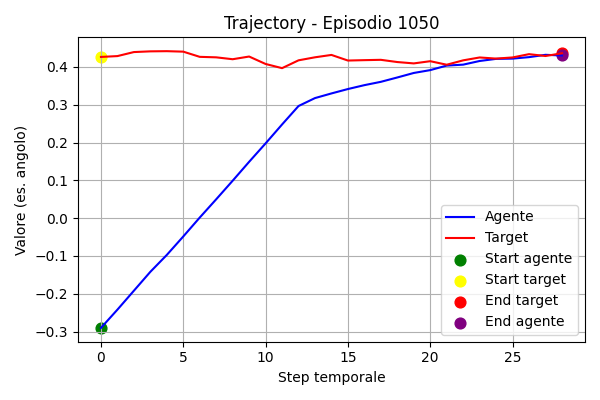 Trajectory - Episodio 1050
Valore (es. angolo)
0.4
0.3
0.2
0.1
0.0
−0.1
−0.2
−0.3
Agente
Target
Start agente
Start target
End target
End agente
0 5 10 15 20 25
Step temporale